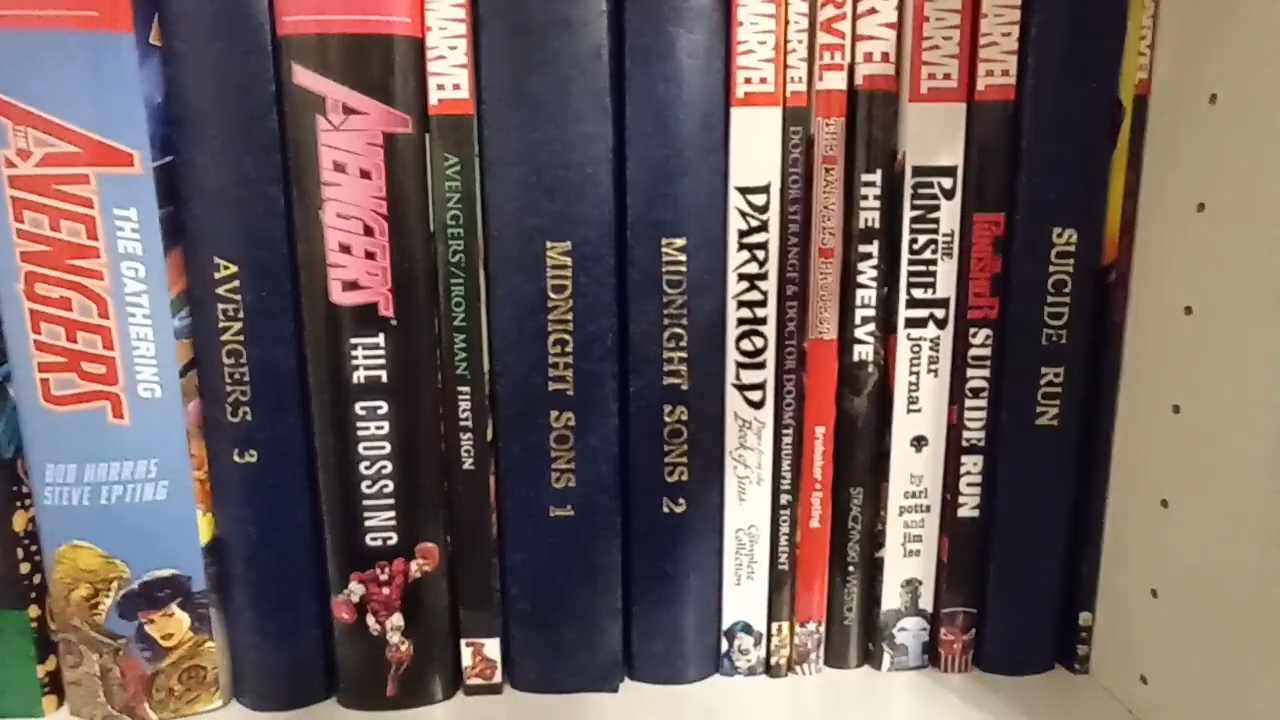 THE AVENGERS
THE GATHERING
BOB HARRAS
STEVE EPTING
AVENGERS 3
AVENGERS
THE CROSSING
MARVEL
AVENGERS/IRON MAN FIRST SIGN
MIDNIGHT SONS 1
MIDNIGHT SONS 2
MARVEL
DARKHOLD
Pages from the
Book of Sins
Complete
Collection
MARVEL
DOCTOR STRANGE & DOCTOR DOOM TRIUMPH & TORMENT
MARVEL
THE MARVELS PROJECT
Brubaker • Epting
MARVEL
THE TWELVE
STRACZYNSKI • WESTON
MARVEL
THE PUNISHER
war
journal
by
carl
potts
and
jim
lee
MARVEL
PUNISHER SUICIDE RUN
SUICIDE RUN
MARVEL